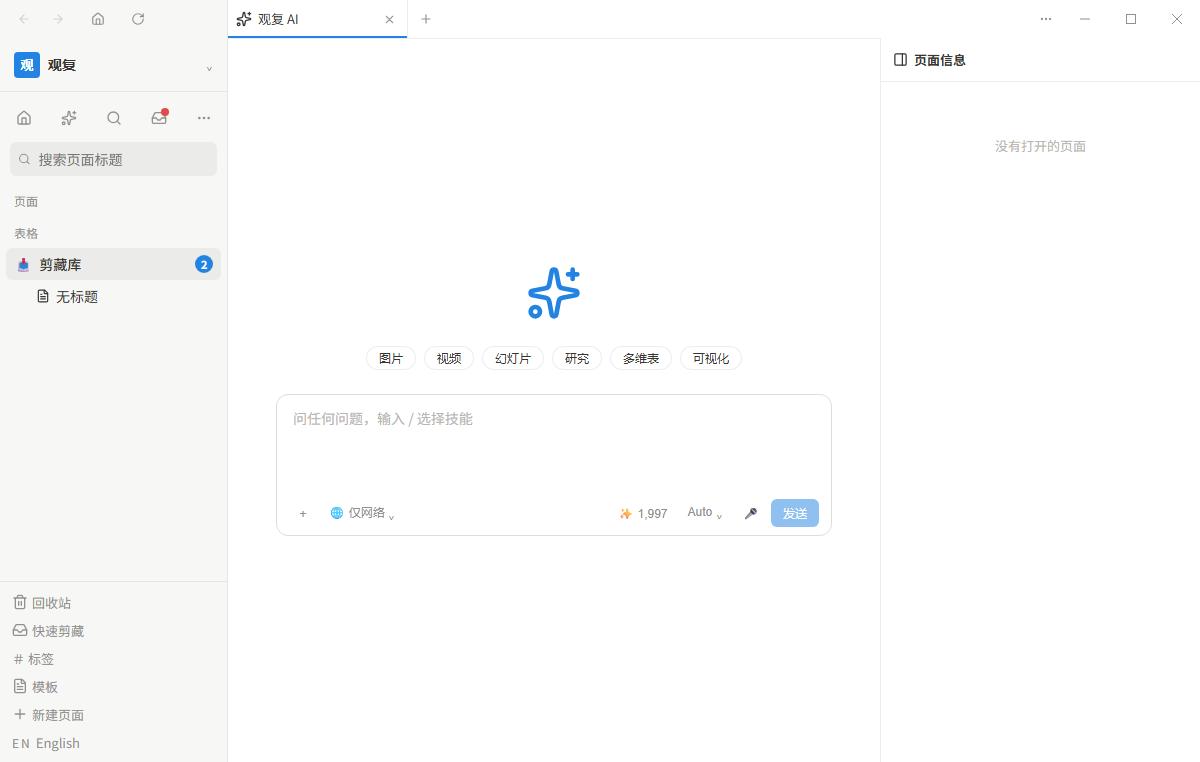 观复 AI
观 观复
搜索页面标题
页面
表格
剪藏库 2
无标题
回收站
快速剪藏
# 标签
模板
新建页面
EN English
图片 视频 幻灯片 研究 多维表 可视化
问任何问题，输入 / 选择技能
+ 仅网络 1,997 Auto 发送
页面信息
没有打开的页面